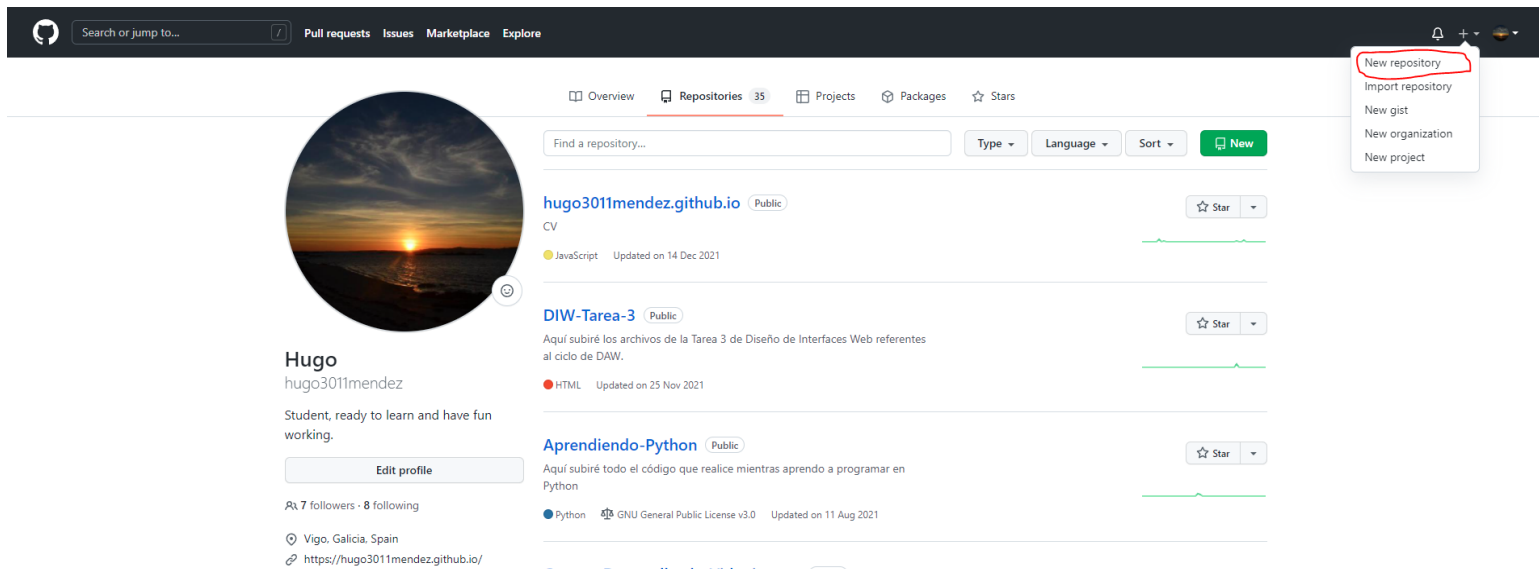 Search or jump to... /
Pull requests Issues Marketplace Explore
New repository
Import repository
New gist
New organization
New project
Overview Repositories 35 Projects Packages Stars
Find a repository... Type Language Sort New
hugo3011mendez.github.io Public
Star
CV
JavaScript Updated on 14 Dec 2021
DIW-Tarea-3 Public
Star
Aquí subiré los archivos de la Tarea 3 de Diseño de Interfaces Web referentes
al ciclo de DAW.
HTML Updated on 25 Nov 2021
Aprendiendo-Python Public
Star
Aquí subiré todo el código que realice mientras aprendo a programar en
Python
Python GNU General Public License v3.0 Updated on 11 Aug 2021
Hugo
hugo3011mendez
Student, ready to learn and have fun
working.
Edit profile
7 followers · 8 following
Vigo, Galicia, Spain
https://hugo3011mendez.github.io/